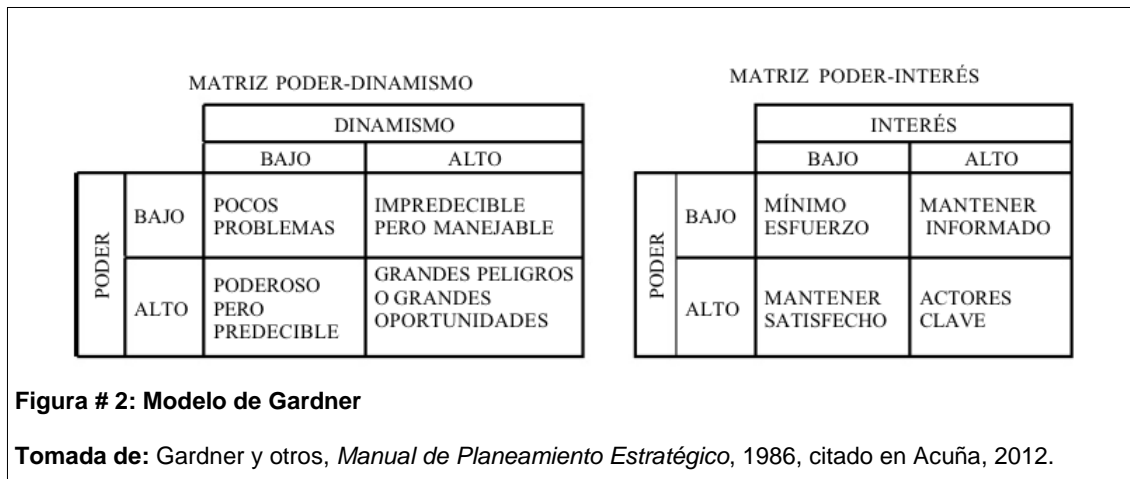 MATRIZ PODER-DINAMISMO
DINAMISMO
BAJO ALTO
PODER
BAJO
POCOS
PROBLEMAS
IMPREDECIBLE
PERO MANEJABLE
ALTO
PODEROSO
PERO
PREDECIBLE
GRANDES PELIGROS
O GRANDES
OPORTUNIDADES
MATRIZ PODER-INTERÉS
INTERÉS
BAJO ALTO
PODER
BAJO
MÍNIMO
ESFUERZO
MANTENER
INFORMADO
ALTO
MANTENER
SATISFECHO
ACTORES
CLAVE
Figura # 2: Modelo de Gardner
Tomada de: Gardner y otros, Manual de Planeamiento Estratégico, 1986, citado en Acuña, 2012.